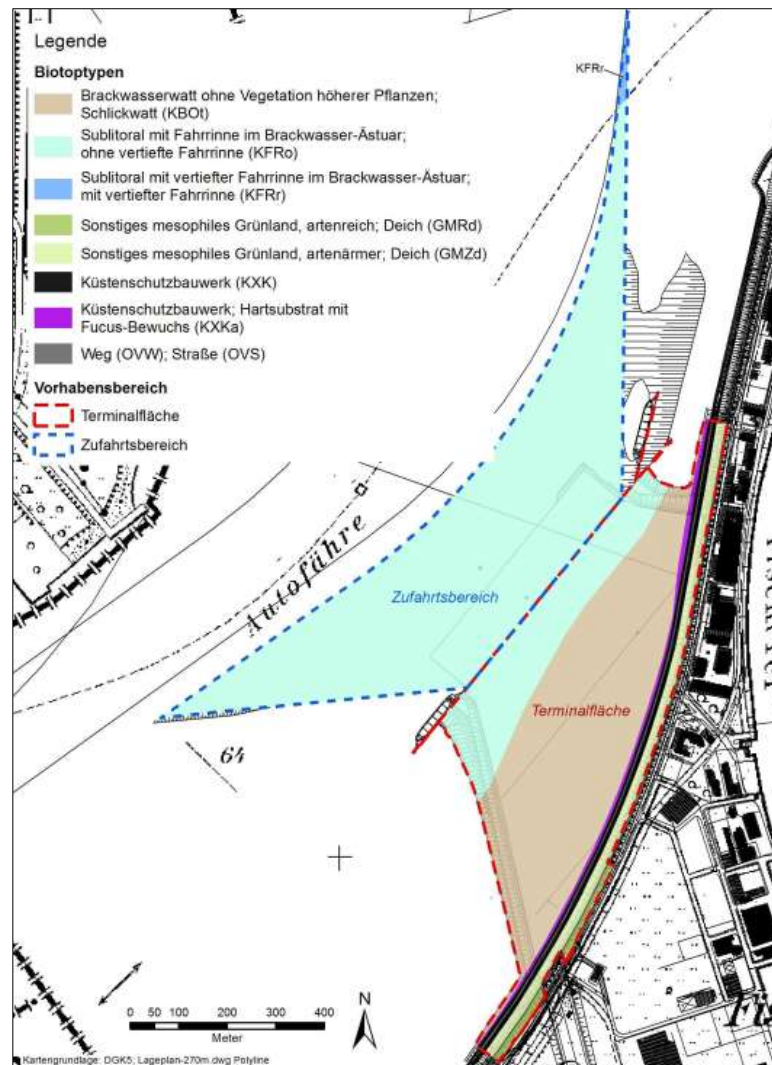 Legende
Biotoptypen
Brackwasserwatt ohne Vegetation höherer Pflanzen;
Schlickwatt (KBOt)
Sublitoral mit Fahrrinne im Brackwasser-Ästuar;
ohne vertiefte Fahrrinne (KFRo)
Sublitoral mit vertiefter Fahrrinne im Brackwasser-Ästuar;
mit vertiefter Fahrrinne (KFRr)
Sonstiges mesophiles Grünland, artenreich; Deich (GMRd)
Sonstiges mesophiles Grünland, artenärmer; Deich (GMZd)
Küstenschutzbauwerk (KXK)
Küstenschutzbauwerk; Hartsubstrat mit
Fucus-Bewuchs (KXKa)
Weg (OVW); Straße (OVS)
Vorhabensbereich
Terminalfläche
Zufahrtsbereich
KFRr
Autofähre
Zufahrtsbereich
Terminalfläche
64
N
0 50 100 200 300 400
Meter
Kartengrundlage: DGK5; Lageplan-270m.dwg Polyline